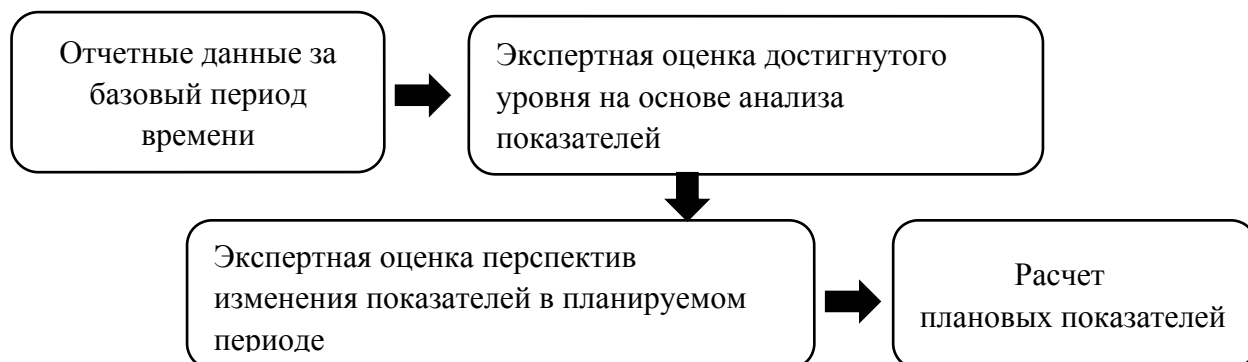 Отчетные данные за
базовый период
времени
Экспертная оценка достигнутого
уровня на основе анализа
показателей
Экспертная оценка перспектив
изменения показателей в планируемом
периоде
Расчет
плановых показателей